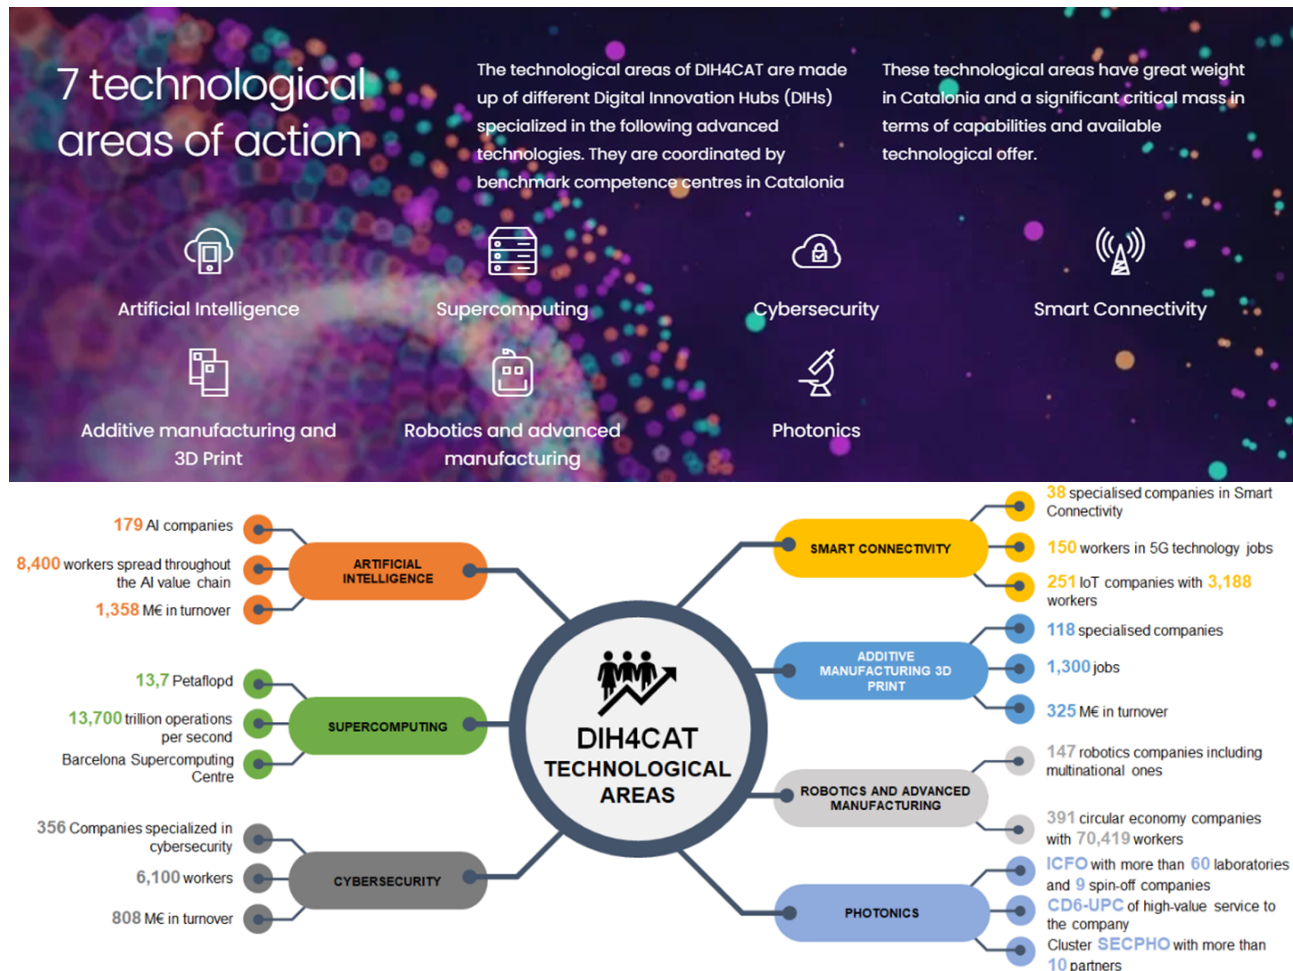 7 technological
areas of action
The technological areas of DIH4CAT are made
up of different Digital Innovation Hubs (DIHs)
specialized in the following advanced
technologies. They are coordinated by
benchmark competence centres in Catalonia
These technological areas have great weight
in Catalonia and a significant critical mass in
terms of capabilities and available
technological offer.
Artificial Intelligence
Supercomputing
Cybersecurity
Smart Connectivity
Additive manufacturing and
3D Print
Robotics and advanced
manufacturing
Photonics
179 AI companies
8,400 workers spread throughout
the AI value chain
1,358 M€ in turnover
ARTIFICIAL
INTELLIGENCE
13,7 Petaflopd
13,700 trillion operations
per second
Barcelona Supercomputing
Centre
SUPERCOMPUTING
356 Companies specialized in
cybersecurity
6,100 workers
808 M€ in turnover
CYBERSECURITY
DIH4CAT
TECHNOLOGICAL
AREAS
SMART CONNECTIVITY
38 specialised companies in Smart
Connectivity
150 workers in 5G technology jobs
251 IoT companies with 3,188
workers
ADDITIVE
MANUFACTURING 3D
PRINT
118 specialised companies
1,300 jobs
325 M€ in turnover
ROBOTICS AND ADVANCED
MANUFACTURING
147 robotics companies including
multinational ones
391 circular economy companies
with 70,419 workers
PHOTONICS
ICFO with more than 60 laboratories
and 9 spin-off companies
CD6-UPC of high-value service to
the company
Cluster SECPHO with more than
10 partners